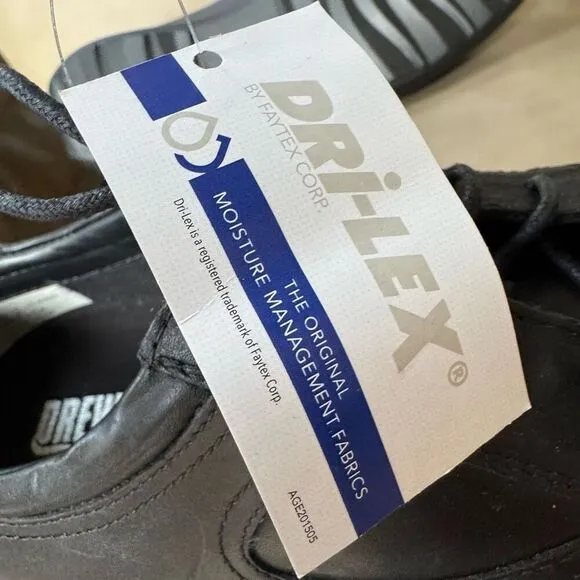 DRI-LEX®
BY FAYTEX CORP.
THE ORIGINAL
MOISTURE MANAGEMENT FABRICS
Dri-Lex is a registered trademark of Faytex Corp.
AGE201505
DREW